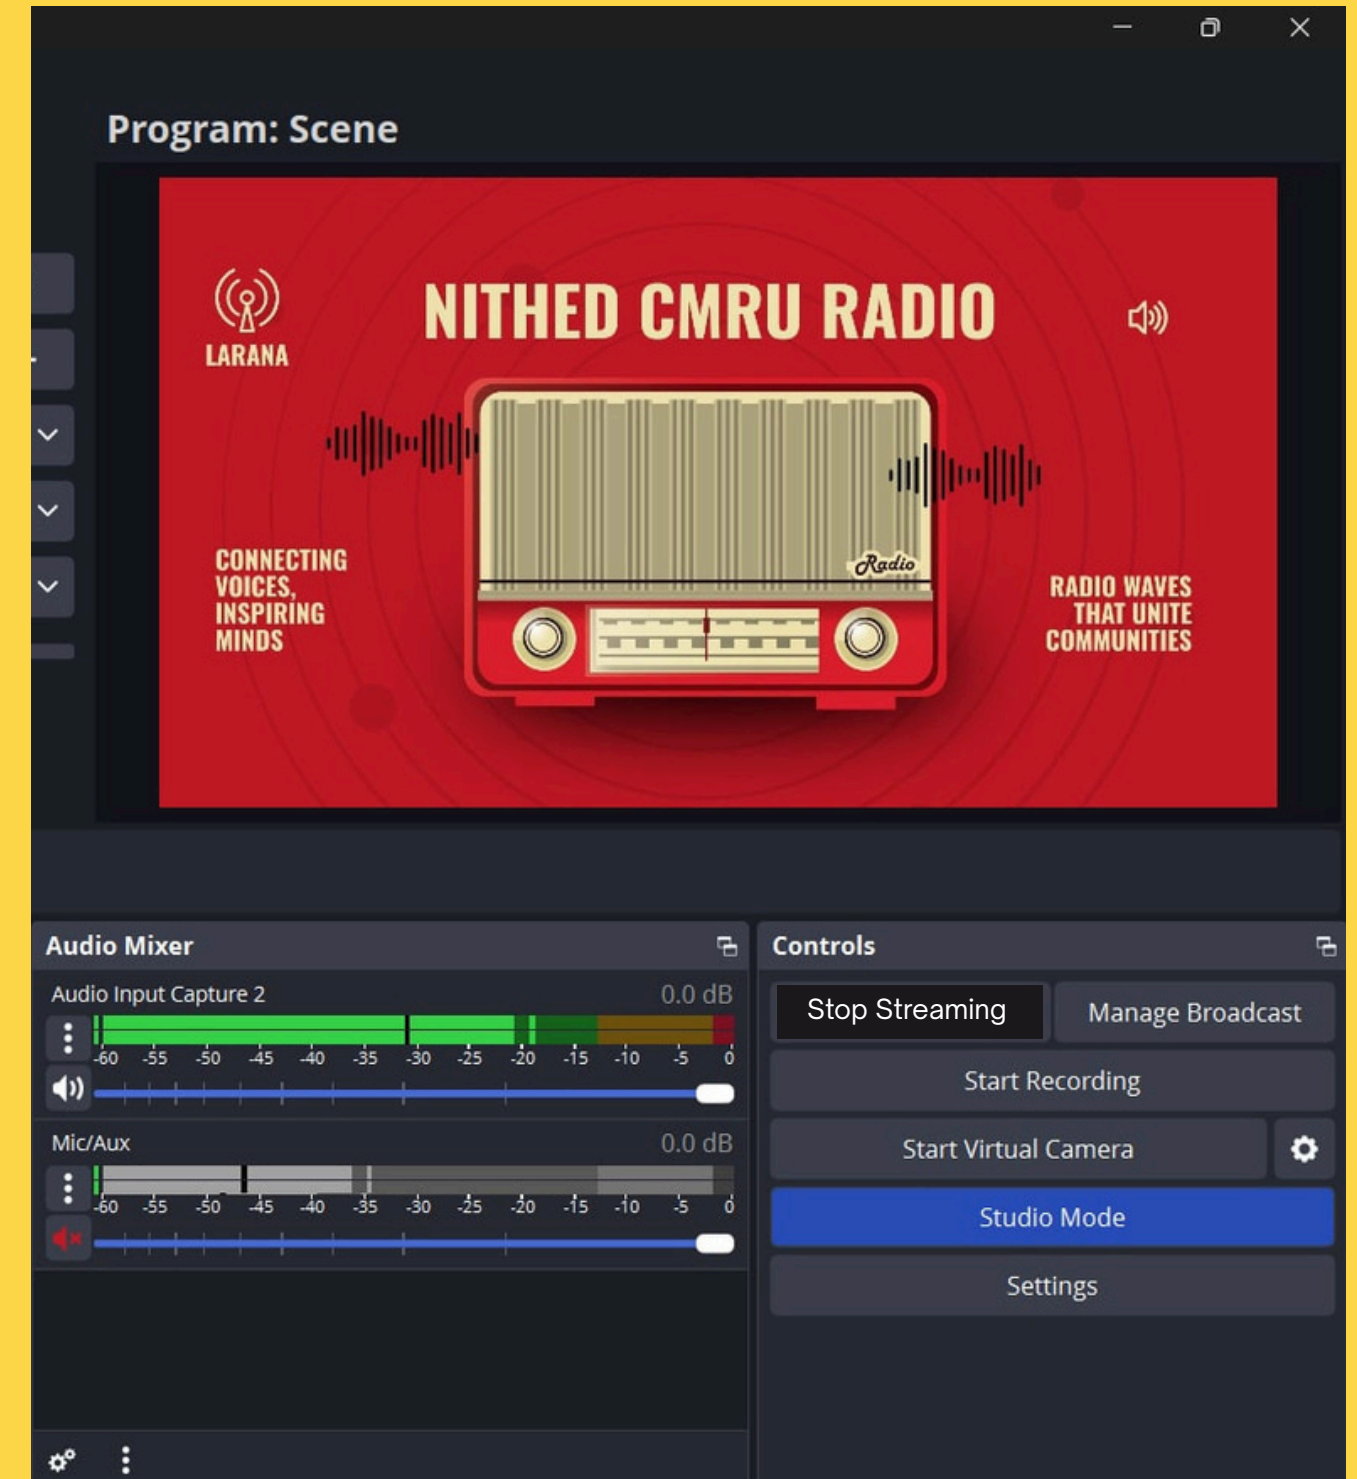 Program: Scene
NITHED CMRU RADIO
LARANA
CONNECTING
VOICES,
INSPIRING
MINDS
Radio
RADIO WAVES
THAT UNITE
COMMUNITIES
Audio Mixer
Audio Input Capture 2 0.0 dB
-60 -55 -50 -45 -40 -35 -30 -25 -20 -15 -10 -5 0
Mic/Aux 0.0 dB
-60 -55 -50 -45 -40 -35 -30 -25 -20 -15 -10 -5 0
Controls
Stop Streaming Manage Broadcast
Start Recording
Start Virtual Camera
Studio Mode
Settings